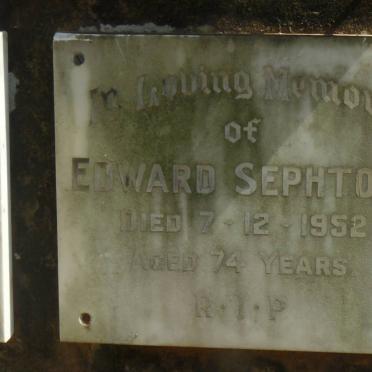 In Loving Memo
of
EDWARD SEPHTO
DIED 7-12-1952
AGED 74 YEARS
R·I·P